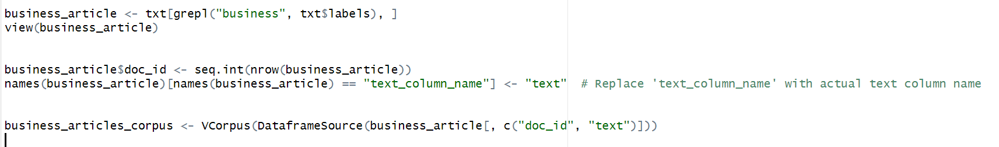 business_article <- txt[grepl("business", txt$labels), ]
view(business_article)
business_article$doc_id <- seq.int(nrow(business_article))
names(business_article)[names(business_article) == "text_column_name"] <- "text"  # Replace 'text_column_name' with actual text column name
business_articles_corpus <- VCorpus(DataframeSource(business_article[, c("doc_id", "text")]))